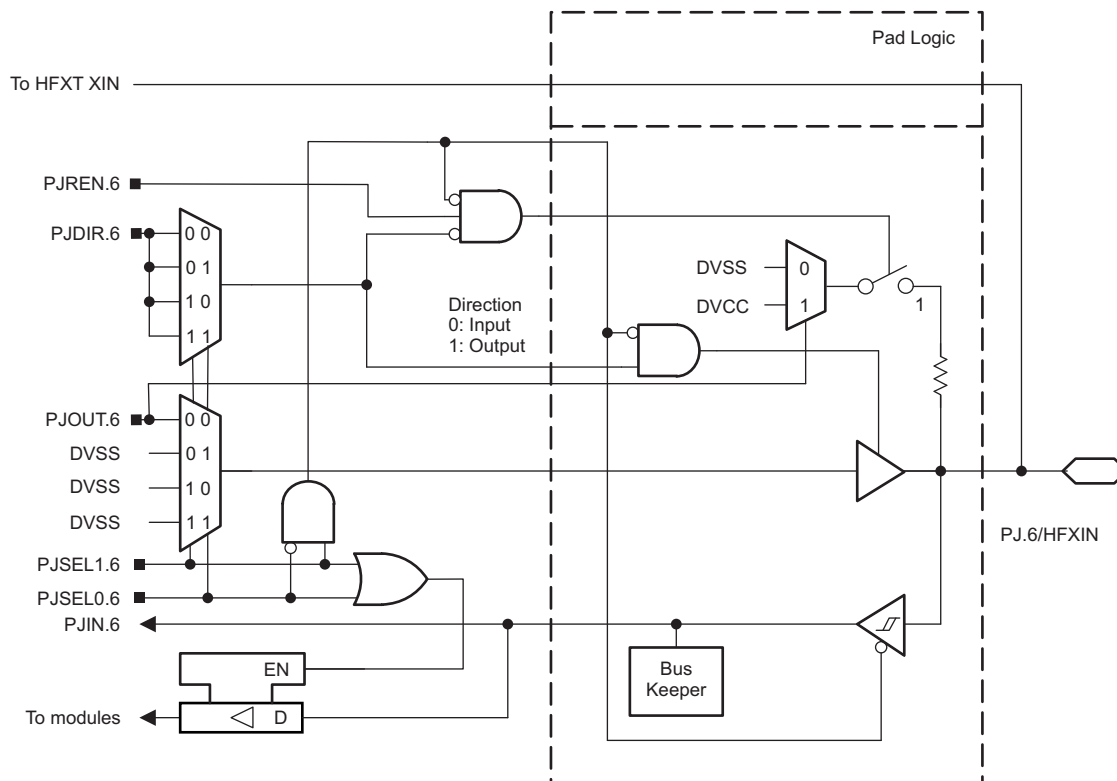 Pad Logic
To HFXT XIN
PJREN.6
PJDIR.6
0 0
0 1
1 0
1 1
DVSS
0
DVCC
1
1
Direction
0: Input
1: Output
PJOUT.6
0 0
DVSS
0 1
DVSS
1 0
DVSS
1 1
PJ.6/HFXIN
PJSEL1.6
PJSEL0.6
PJIN.6
EN
Bus
Keeper
To modules
D